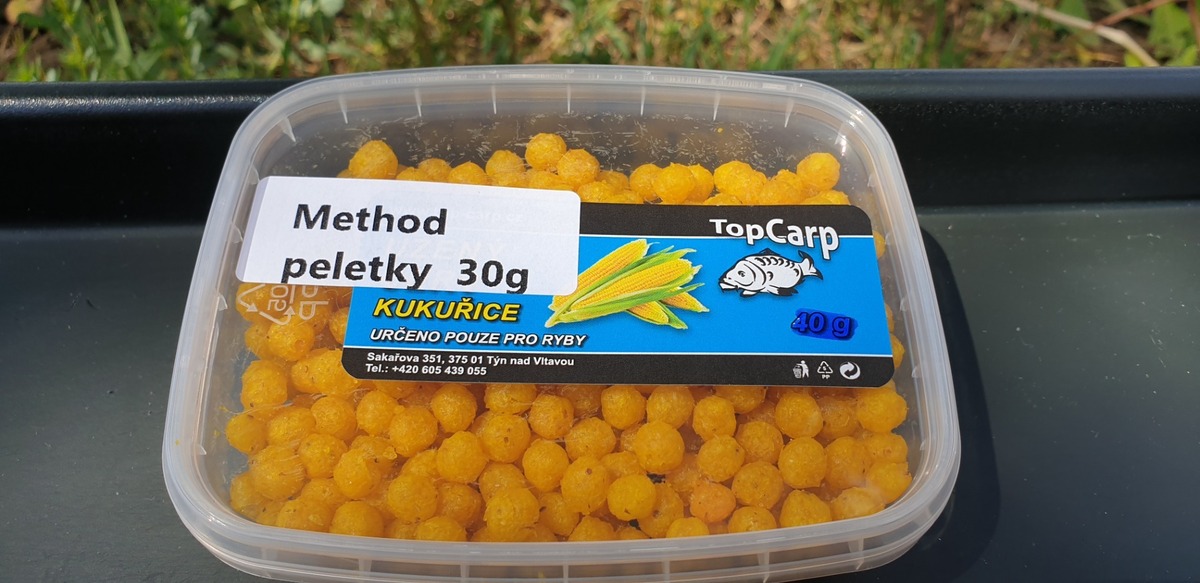 Method
peletky 30g
TopCarp
KUKUŘICE
40 g
URČENO POUZE PRO RYBY
Sakařova 351, 375 01 Týn nad Vltavou
Tel.: +420 605 439 055
PP